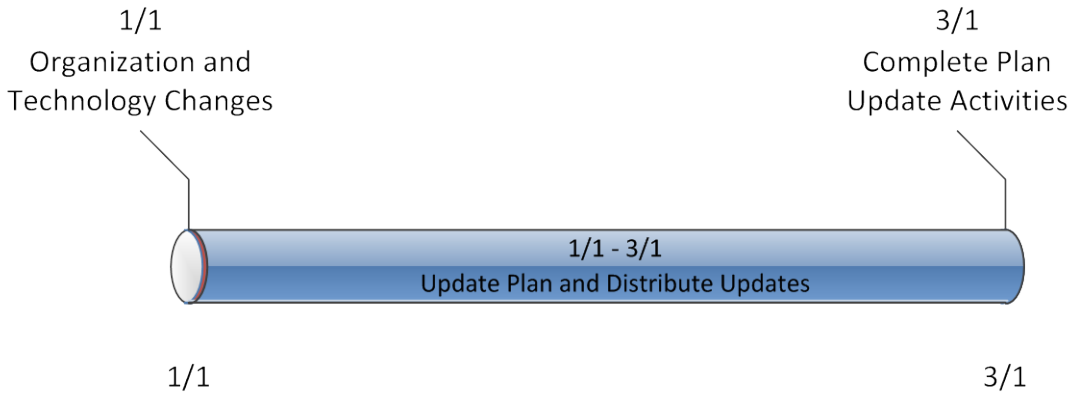 1/1
Organization and
Technology Changes
3/1
Complete Plan
Update Activities
1/1 - 3/1
Update Plan and Distribute Updates
1/1
3/1